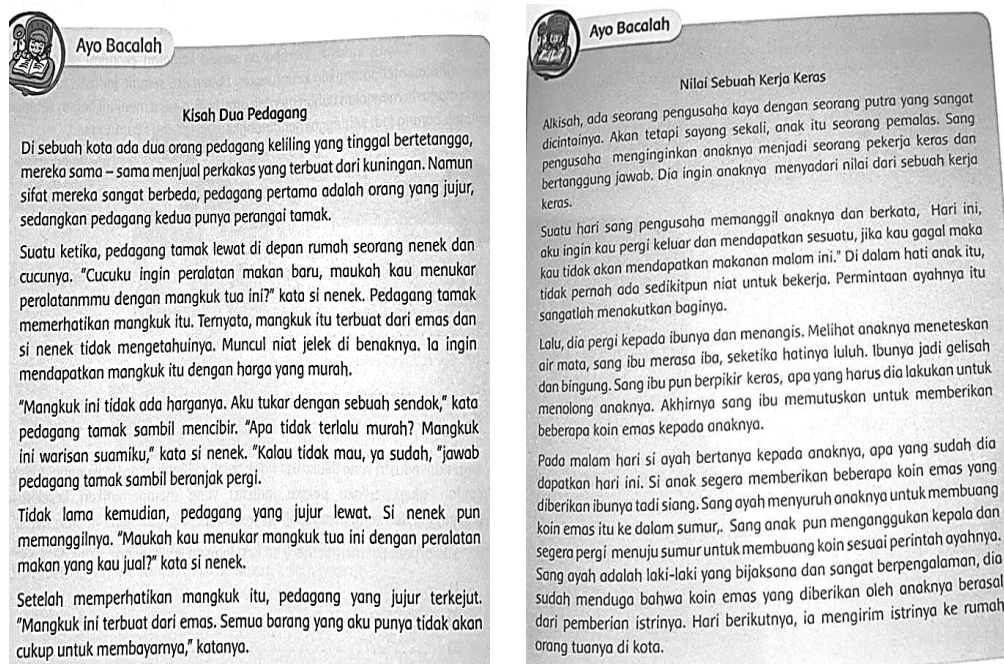 Ayo Bacalah
Kisah Dua Pedagang
Di sebuah kota ada dua orang pedagang keliling yang tinggal bertetangga,
mereka sama – sama menjual perkakas yang terbuat dari kuningan. Namun
sifat mereka sangat berbeda, pedagang pertama adalah orang yang jujur,
sedangkan pedagang kedua punya perangai tamak.
Suatu ketika, pedagang tamak lewat di depan rumah seorang nenek dan
cucunya. "Cucuku ingin peralatan makan baru, maukah kau menukar
peralatanmmu dengan mangkuk tua ini?" kata si nenek. Pedagang tamak
memerhatikan mangkuk itu. Ternyata, mangkuk itu terbuat dari emas dan
si nenek tidak mengetahuinya. Muncul niat jelek di benaknya. Ia ingin
mendapatkan mangkuk itu dengan harga yang murah.
"Mangkuk ini tidak ada harganya. Aku tukar dengan sebuah sendok," kata
pedagang tamak sambil mencibir. "Apa tidak terlalu murah? Mangkuk
ini warisan suamiku," kata si nenek. "Kalau tidak mau, ya sudah, "jawab
pedagang tamak sambil beranjak pergi.
Tidak lama kemudian, pedagang yang jujur lewat. Si nenek pun
memanggilnya. "Maukah kau menukar mangkuk tua ini dengan peralatan
makan yang kau jual?" kata si nenek.
Setelah memperhatikan mangkuk itu, pedagang yang jujur terkejut.
"Mangkuk ini terbuat dari emas. Semua barang yang aku punya tidak akan
cukup untuk membayarnya," katanya.
Ayo Bacalah
Nilai Sebuah Kerja Keras
Alkisah, ada seorang pengusaha kaya dengan seorang putra yang sangat
dicintainya. Akan tetapi sayang sekali, anak itu seorang pemalas. Sang
pengusaha menginginkan anaknya menjadi seorang pekerja keras dan
bertanggung jawab. Dia ingin anaknya menyadari nilai dari sebuah kerja
keras.
Suatu hari sang pengusaha memanggil anaknya dan berkata, Hari ini,
aku ingin kau pergi keluar dan mendapatkan sesuatu, jika kau gagal maka
kau tidak akan mendapatkan makanan malam ini." Di dalam hati anak itu,
tidak pernah ada sedikitpun niat untuk bekerja. Permintaan ayahnya itu
sangatlah menakutkan baginya.
Lalu, dia pergi kepada ibunya dan menangis. Melihat anaknya meneteskan
air mata, sang ibu merasa iba, seketika hatinya luluh. Ibunya jadi gelisah
dan bingung. Sang ibu pun berpikir keras, apa yang harus dia lakukan untuk
menolong anaknya. Akhirnya sang ibu memutuskan untuk memberikan
beberapa koin emas kepada anaknya.
Pada malam hari si ayah bertanya kepada anaknya, apa yang sudah dia
dapatkan hari ini. Si anak segera memberikan beberapa koin emas yang
diberikan ibunya tadi siang. Sang ayah menyuruh anaknya untuk membuang
koin emas itu ke dalam sumur,. Sang anak pun menganggukan kepala dan
segera pergi menuju sumur untuk membuang koin sesuai perintah ayahnya.
Sang ayah adalah laki-laki yang bijaksana dan sangat berpengalaman, dia
sudah menduga bahwa koin emas yang diberikan oleh anaknya berasal
dari pemberian istrinya. Hari berikutnya, ia mengirim istrinya ke rumah
orang tuanya di kota.